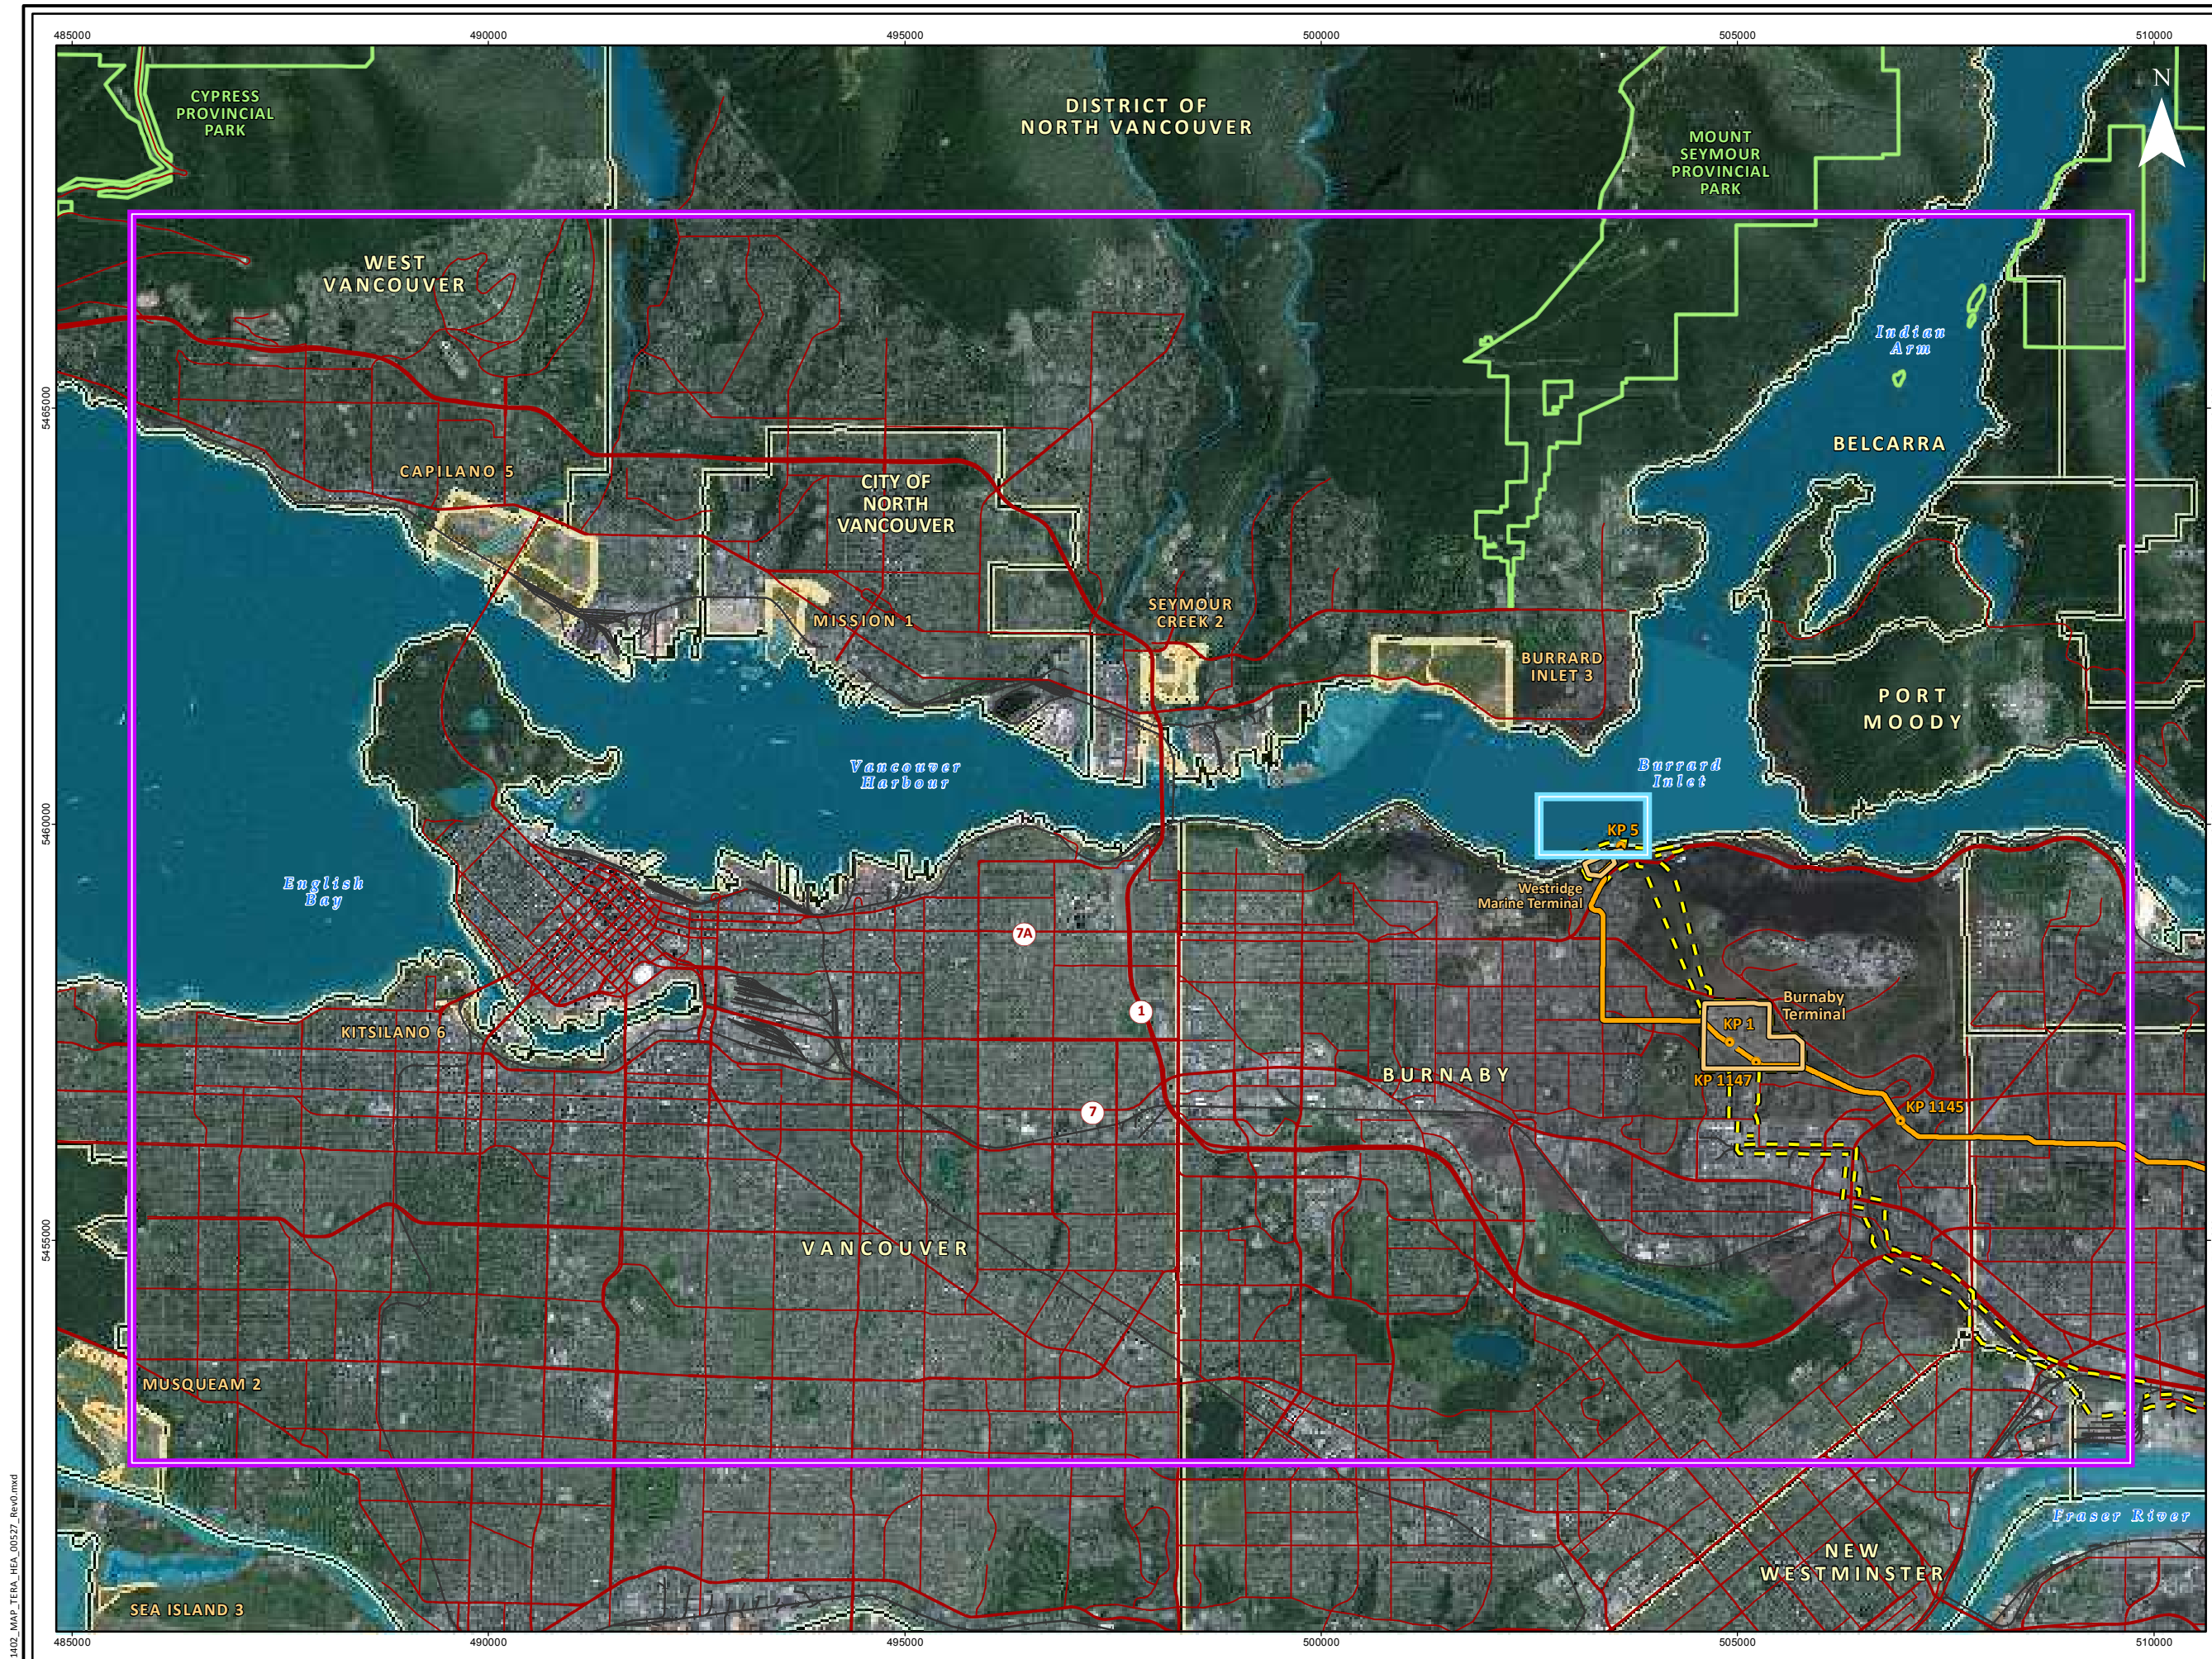 485000
490000
495000
500000
505000
510000
N
CYPRESS
PROVINCIAL
PARK
DISTRICT OF
NORTH VANCOUVER
MOUNT
SEYMOUR
PROVINCIAL
PARK
WEST
VANCOUVER
Indian
Arm
5465000
BELCARRA
CAPILANO 5
CITY OF
NORTH
VANCOUVER
SEYMOUR
CREEK 2
MISSION 1
BURRARD
INLET 3
PORT
MOODY
Vancouver
Harbour
Burrard
Inlet
5460000
KP 5
English
Bay
Westridge
Marine Terminal
7A
Burnaby
Terminal
1
KP 1
KITSILANO 6
BURNABY
KP 1147
7
KP 1145
5455000
VANCOUVER
MUSQUEAM 2
Fraser River
NEW
WESTMINSTER
SEA ISLAND 3
1402_MAP_TERA_HEA_00527_Rev0.mxd
485000
490000
495000
500000
505000
510000